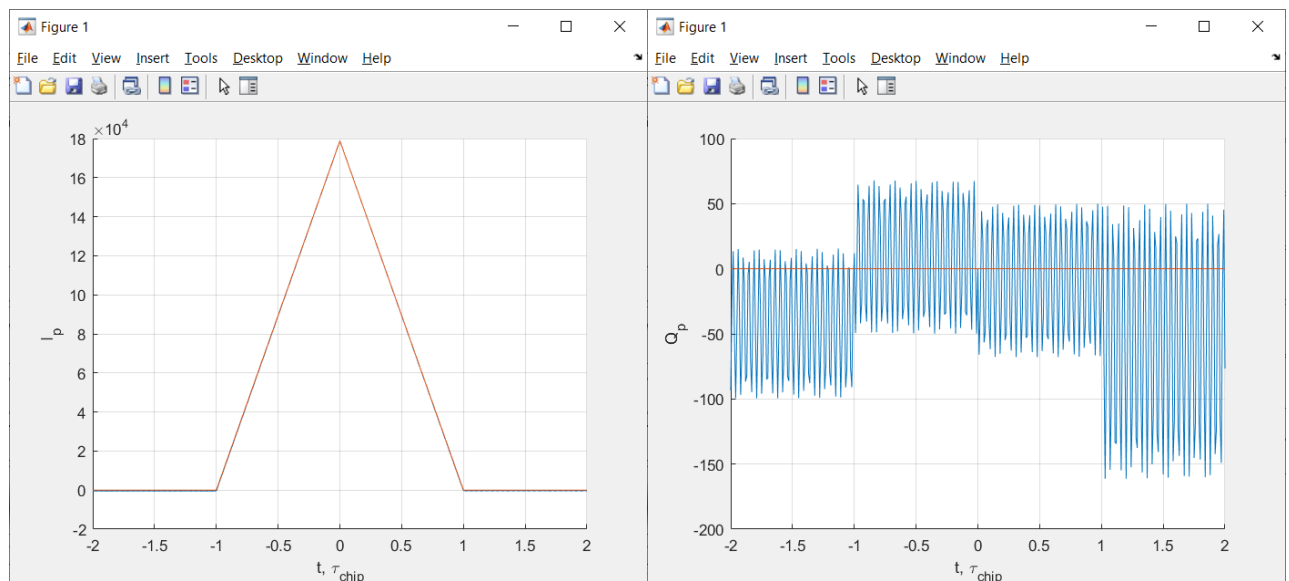 Figure 1
File Edit View Insert Tools Desktop Window Help
×10^4
18
16
14
12
10
8
6
4
2
0
-2
I_p
-2 -1.5 -1 -0.5 0 0.5 1 1.5 2
t, τ_chip
Figure 1
File Edit View Insert Tools Desktop Window Help
100
50
0
-50
-100
-150
-200
Q_p
-2 -1.5 -1 -0.5 0 0.5 1 1.5 2
t, τ_chip